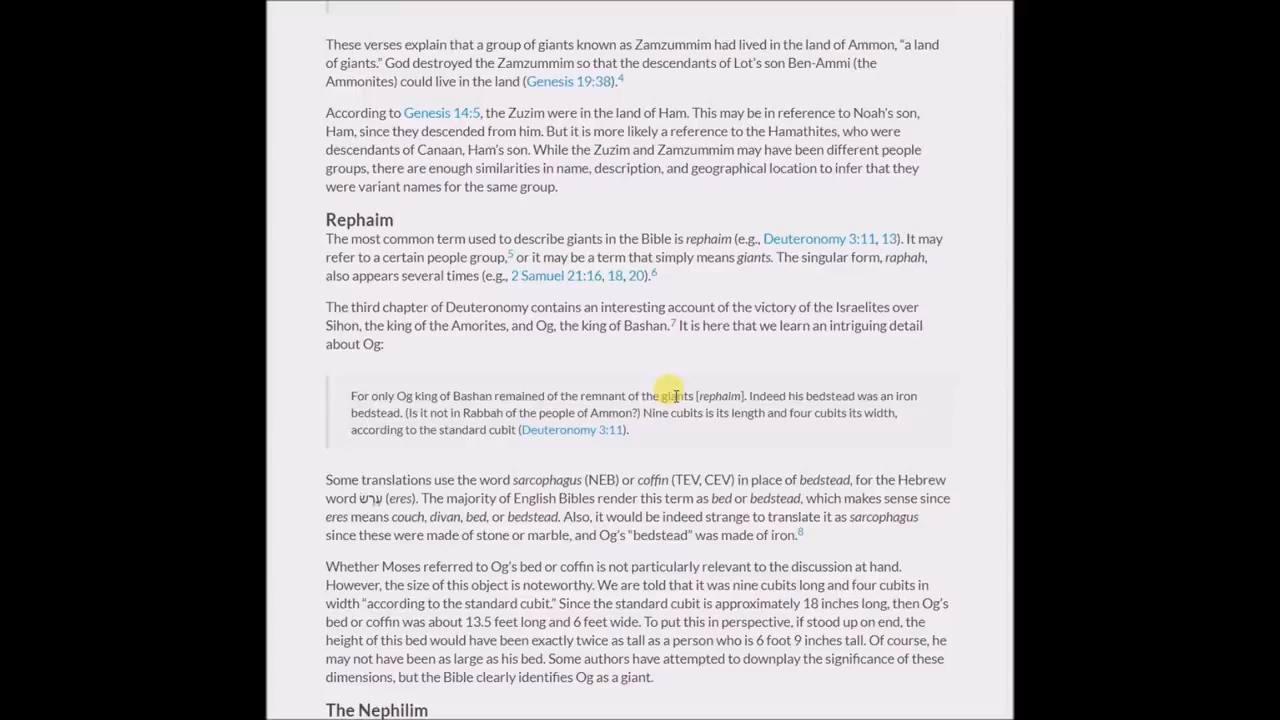 These verses explain that a group of giants known as Zamzummim had lived in the land of Ammon, “a land
of giants.” God destroyed the Zamzummim so that the descendants of Lot’s son Ben-Ammi (the
Ammonites) could live in the land (Genesis 19:38).4
According to Genesis 14:5, the Zuzim were in the land of Ham. This may be in reference to Noah’s son,
Ham, since they descended from him. But it is more likely a reference to the Hamathites, who were
descendants of Canaan, Ham’s son. While the Zuzim and Zamzummim may have been different people
groups, there are enough similarities in name, description, and geographical location to infer that they
were variant names for the same group.
Rephaim
The most common term used to describe giants in the Bible is rephaim (e.g., Deuteronomy 3:11, 13). It may
refer to a certain people group,5 or it may be a term that simply means giants. The singular form, raphah,
also appears several times (e.g., 2 Samuel 21:16, 18, 20).6
The third chapter of Deuteronomy contains an interesting account of the victory of the Israelites over
Sihon, the king of the Amorites, and Og, the king of Bashan.7 It is here that we learn an intriguing detail
about Og:
For only Og king of Bashan remained of the remnant of the giants [rephaim]. Indeed his bedstead was an iron
bedstead. (Is it not in Rabbah of the people of Ammon?) Nine cubits is its length and four cubits its width,
according to the standard cubit (Deuteronomy 3:11).
Some translations use the word sarcophagus (NEB) or coffin (TEV, CEV) in place of bedstead, for the Hebrew
word עֶרֶשׂ (eres). The majority of English Bibles render this term as bed or bedstead, which makes sense since
eres means couch, divan, bed, or bedstead. Also, it would be indeed strange to translate it as sarcophagus
since these were made of stone or marble, and Og’s “bedstead” was made of iron.8
Whether Moses referred to Og’s bed or coffin is not particularly relevant to the discussion at hand.
However, the size of this object is noteworthy. We are told that it was nine cubits long and four cubits in
width “according to the standard cubit.” Since the standard cubit is approximately 18 inches long, then Og’s
bed or coffin was about 13.5 feet long and 6 feet wide. To put this in perspective, if stood up on end, the
height of this bed would have been exactly twice as tall as a person who is 6 foot 9 inches tall. Of course, he
may not have been as large as his bed. Some authors have attempted to downplay the significance of these
dimensions, but the Bible clearly identifies Og as a giant.
The Nephilim